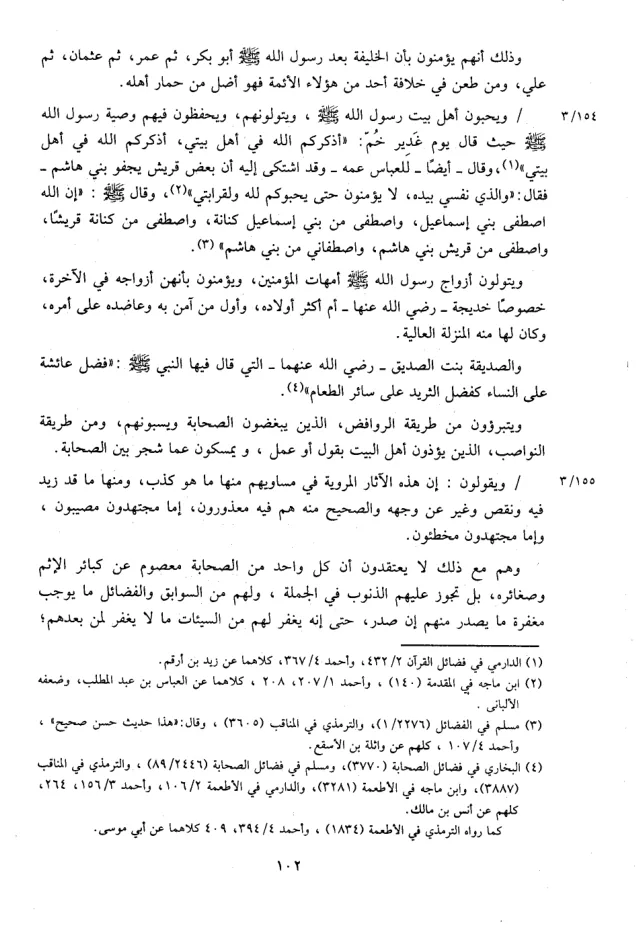 وذلك أنهم يؤمنون بأن الخليفة بعد رسول الله ﷺ أبو بكر، ثم عمر، ثم عثمان، ثم
علي، ومن طعن في خلافة أحد من هؤلاء الأئمة فهو أضل من حمار أهله.
٣/١٥٤ / ويحبون أهل بيت رسول الله ﷺ ، ويتولونهم، ويحفظون فيهم وصية رسول الله
ﷺ حيث قال يوم غَدِير خُمّ: «أذكركم الله في أهل بيتي، أذكركم الله في أهل
بيتي»(١)،وقال ـ أيضًا ـ للعباس عمه ـ وقد اشتكى إليه أن بعض قريش يجفو بني هاشم ـ
فقال:«والذي نفسي بيده، لا يؤمنون حتى يحبوكم لله ولقرابتي»(٢)، وقال ﷺ : «إن الله
اصطفى بني إسماعيل، واصطفى من بني إسماعيل كنانة، واصطفى من كنانة قريشًا،
واصطفى من قريش بني هاشم، واصطفاني من بني هاشم» (٣).
ويتولون أزواج رسول الله ﷺ أمهات المؤمنين، ويؤمنون بأنهن أزواجه في الآخرة،
خصوصًا خديجة ـ رضي الله عنها ـ أم أكثر أولاده، وأول من آمن به وعاضده على أمره،
وكان لها منه المنزلة العالية.
والصديقة بنت الصديق ـ رضي الله عنهما ـ التي قال فيها النبي ﷺ :«فضل عائشة
على النساء كفضل الثريد على سائر الطعام»(٤).
ويتبرؤون من طريقة الروافض، الذين يبغضون الصحابة ويسبونهم، ومن طريقة
النواصب، الذين يؤذون أهل البيت بقول أو عمل ، ويمسكون عما شجر بين الصحابة.
٣/١٥٥ / ويقولون : إن هذه الآثار المروية في مساويهم منها ما هو كذب، ومنها ما قد زيد
فيه ونقص وغير عن وجهه والصحيح منه هم فيه معذورون، إما مجتهدون مصيبون ،
وإما مجتهدون مخطئون.
وهم مع ذلك لا يعتقدون أن كل واحد من الصحابة معصوم عن كبائر الإثم
وصغائره، بل تجوز عليهم الذنوب في الجملة ، ولهم من السوابق والفضائل ما يوجب
مغفرة ما يصدر منهم إن صدر، حتى إنه يغفر لهم من السيئات ما لا يغفر لمن بعدهم؛
(١) الدارمي في فضائل القرآن ٤٣٢/٢، وأحمد ٣٦٧/٤، كلاهما عن زيد بن أرقم.
(٢) ابن ماجه في المقدمة (١٤٠) ، وأحمد ٢٠٧/١، ٢٠٨ ، كلاهما عن العباس بن عبد المطلب، وضعفه
الألبانى .
(٣) مسلم في الفضائل (١/٢٢٧٦)، والترمذي في المناقب (٣٦٠٥) ، وقال:«هذا حديث حسن صحيح» ،
وأحمد ١٠٧/٤ ، كلهم عن واثلة بن الأسقع.
(٤) البخاري في فضائل الصحابة (٣٧٧٠)، ومسلم في فضائل الصحابة (٨٩/٢٤٤٦) ، والترمذي في المناقب
(٣٨٨٧)، وابن ماجه في الأطعمة (٣٢٨١)، والدارمي في الأطعمة ١٠٦/٢، وأحمد ١٥٦/٣، ٢٦٤،
كلهم عن أنس بن مالك.
كما رواه الترمذي في الأطعمة (١٨٣٤) ، وأحمد ٣٩٤/٤، ٤٠٩ كلاهما عن أبي موسى.
١٠٢